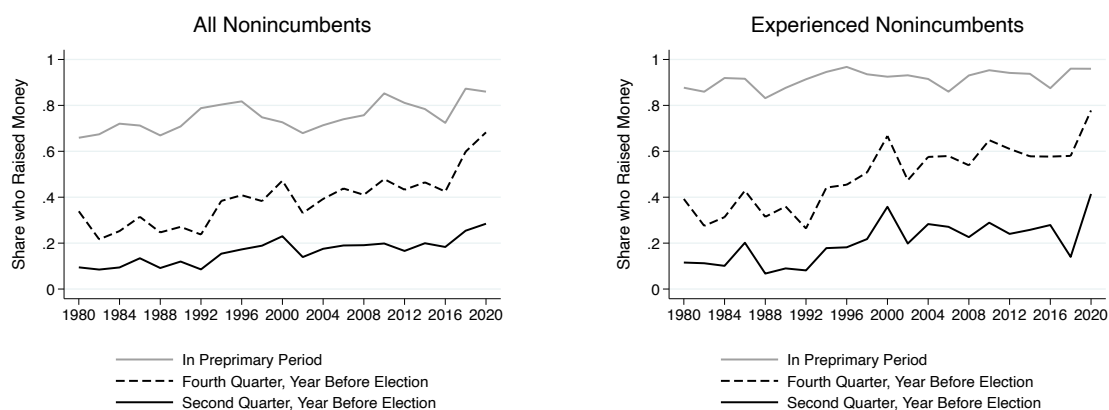 All Nonincumbents
Share who Raised Money
1
.8
.6
.4
.2
0
1980 1984 1988 1992 1996 2000 2004 2008 2012 2016 2020
In Preprimary Period
Fourth Quarter, Year Before Election
Second Quarter, Year Before Election
Experienced Nonincumbents
Share who Raised Money
1
.8
.6
.4
.2
0
1980 1984 1988 1992 1996 2000 2004 2008 2012 2016 2020
In Preprimary Period
Fourth Quarter, Year Before Election
Second Quarter, Year Before Election